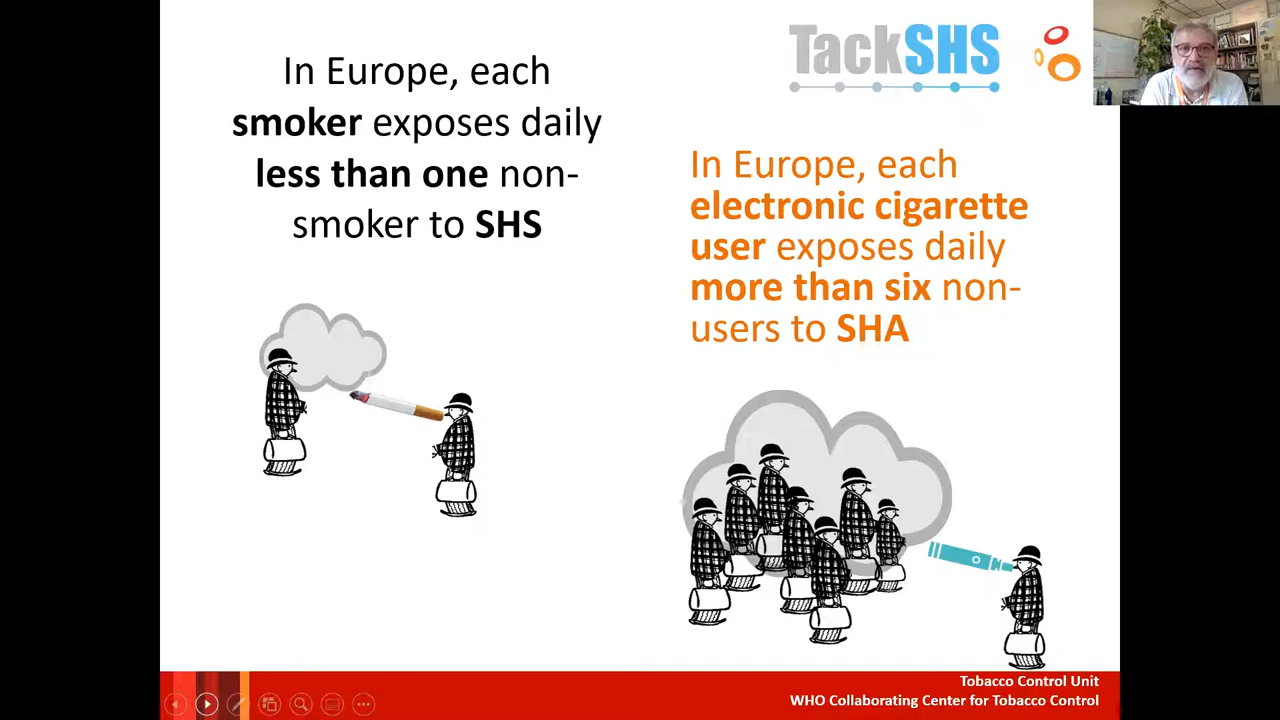 In Europe, each
smoker exposes daily
less than one non-
smoker to SHS
TackSHS
In Europe, each
electronic cigarette
user exposes daily
more than six non-
users to SHA
Tobacco Control Unit
WHO Collaborating Center for Tobacco Control